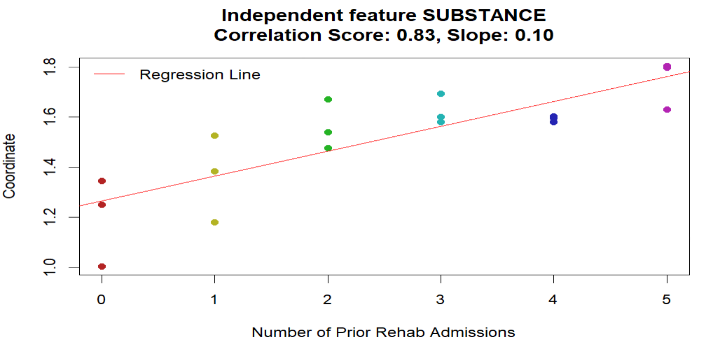 Independent feature SUBSTANCE
Correlation Score: 0.83, Slope: 0.10
Regression Line
Coordinate
1.8
1.6
1.4
1.2
1.0
0 1 2 3 4 5
Number of Prior Rehab Admissions